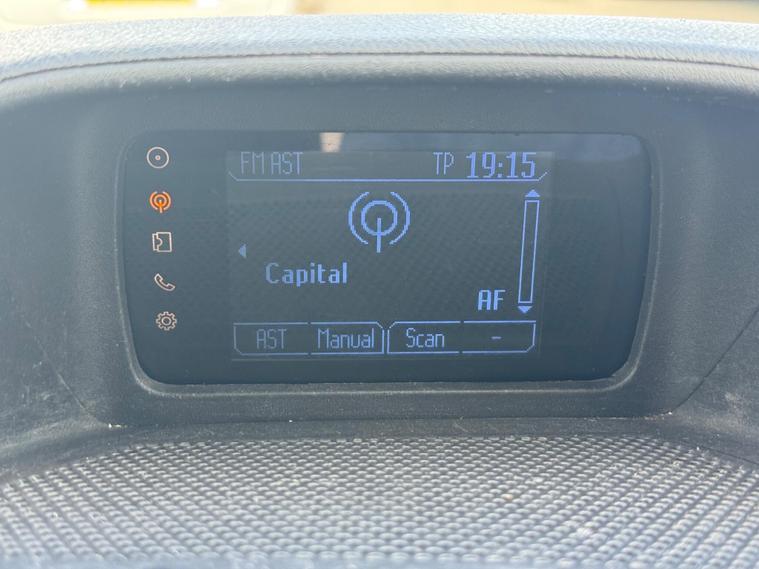 FM AST TP 19:15
Capital
AF
AST Manual Scan -